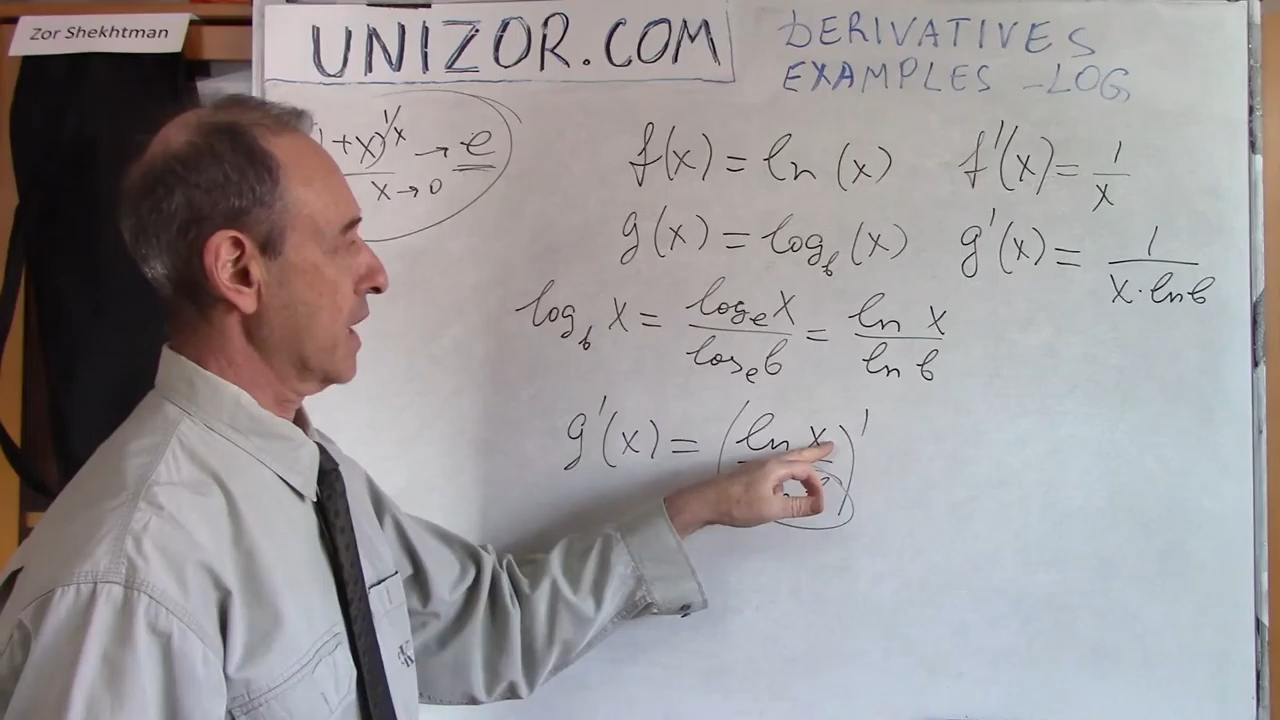 Zor Shekhtman
UNIZOR.COM
DERIVATIVES
EXAMPLES -LOG
+x)^1/x → e
x→0
f(x) = ln (x) f'(x) = 1/x
g(x) = log_b (x) g'(x) = 1/(x·ln b)
log_b x = log_e x / log_e b = ln x / ln b
g'(x) = (ln x
)'